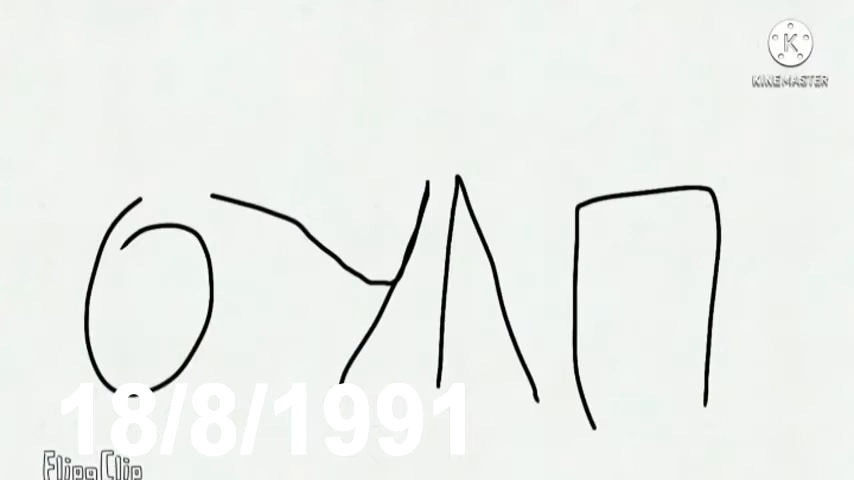 K
KINEMASTER
ОУЛП
18/8/1991
FlipaClip